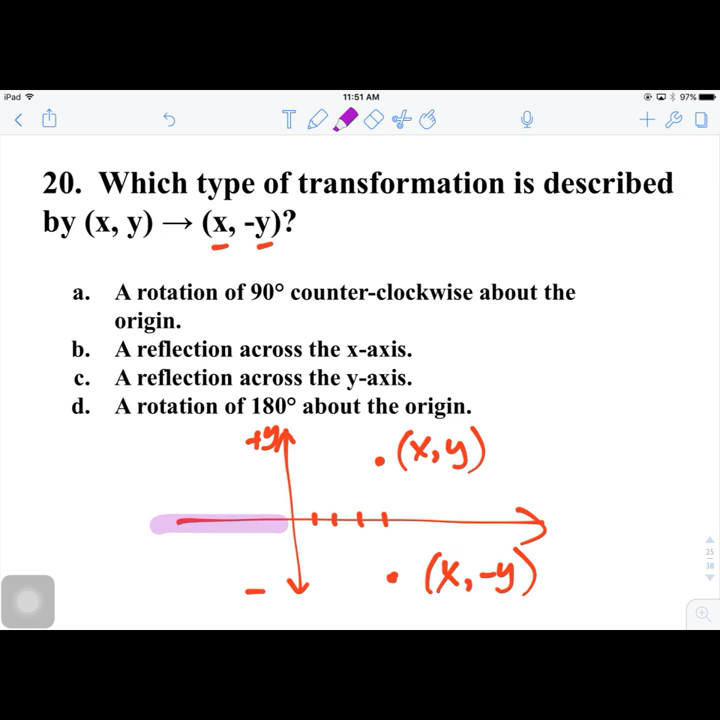 iPad
11:51 AM
97%
T
20. Which type of transformation is described
by (x, y) → (x, -y)?
a. A rotation of 90° counter-clockwise about the
origin.
b. A reflection across the x-axis.
c. A reflection across the y-axis.
d. A rotation of 180° about the origin.
+y
(x, y)
(x, -y)
-
25
38